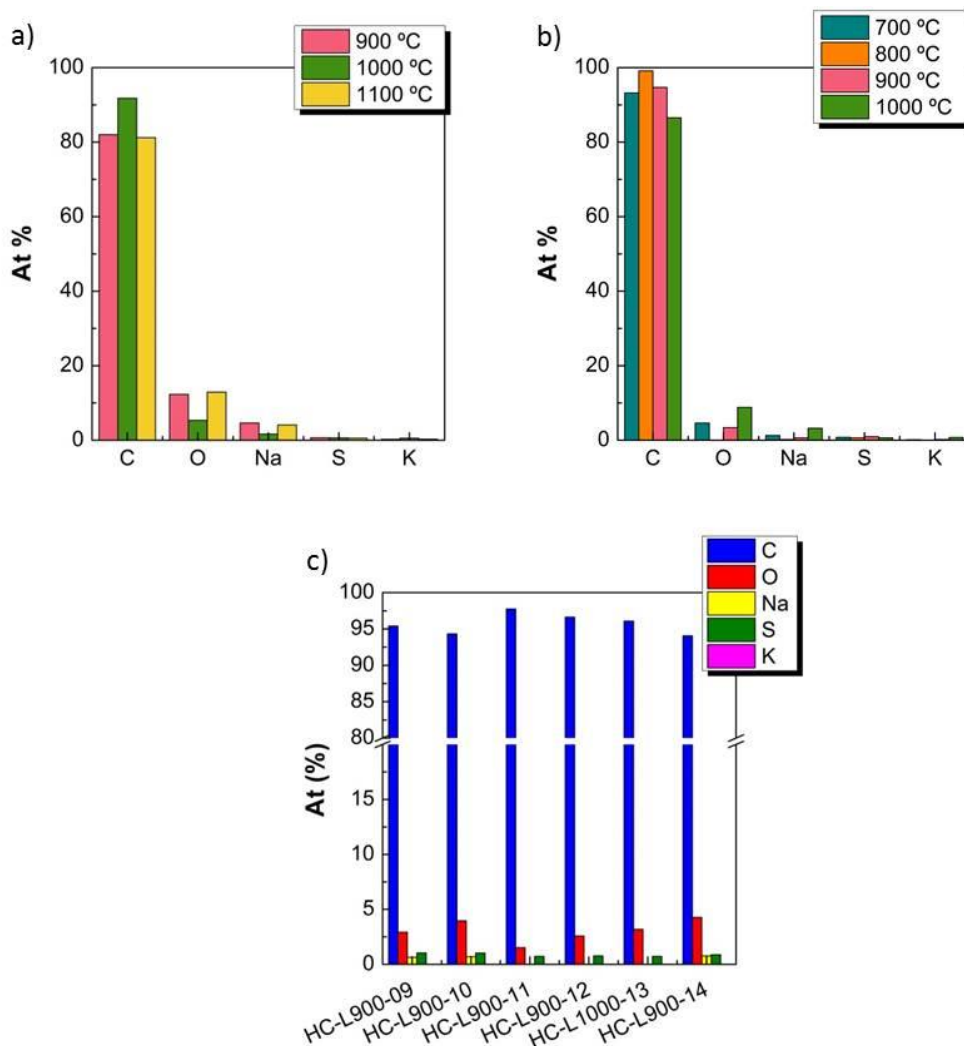 a)
900 ºC
1000 ºC
1100 ºC
100
80
60
40
20
0
At %
C O Na S K
b)
700 ºC
800 ºC
900 ºC
1000 ºC
100
80
60
40
20
0
At %
C O Na S K
c)
C
O
Na
S
K
100
95
90
85
80
15
10
5
0
At (%)
HC-L900-09
HC-L900-10
HC-L900-11
HC-L900-12
HC-L1000-13
HC-L900-14